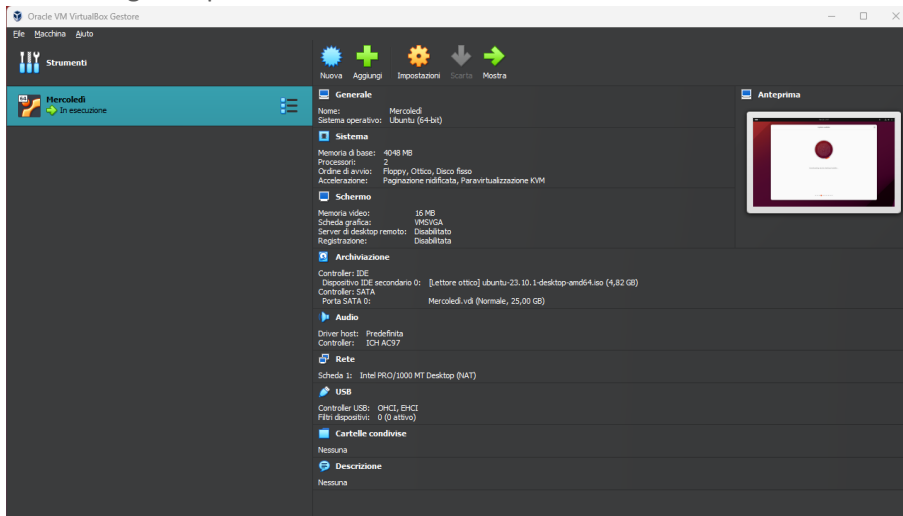 Oracle VM VirtualBox Gestore
File Macchina Aiuto
Strumenti
Nuova Aggiungi Impostazioni Scarta Mostra
Mercoledì
In esecuzione
Generale
Nome: Mercoledì
Sistema operativo: Ubuntu (64-bit)
Sistema
Memoria di base: 4048 MB
Processori: 2
Ordine di avvio: Floppy, Ottico, Disco fisso
Accelerazione: Paginazione nidificata, Paravirtualizzazione KVM
Schermo
Memoria video: 16 MB
Scheda grafica: VMSVGA
Server di desktop remoto: Disabilitato
Registrazione: Disabilitata
Archiviazione
Controller: IDE
Dispositivo IDE secondario 0: [Lettore ottico] ubuntu-23.10.1-desktop-amd64.iso (4,82 GB)
Controller: SATA
Porta SATA 0: Mercoledì.vdi (Normale, 25,00 GB)
Audio
Driver host: Predefinita
Controller: ICH AC97
Rete
Scheda 1: Intel PRO/1000 MT Desktop (NAT)
USB
Controller USB: OHCI, EHCI
Filtri dispositivi: 0 (0 attivo)
Cartelle condivise
Nessuna
Descrizione
Nessuna
Anteprima